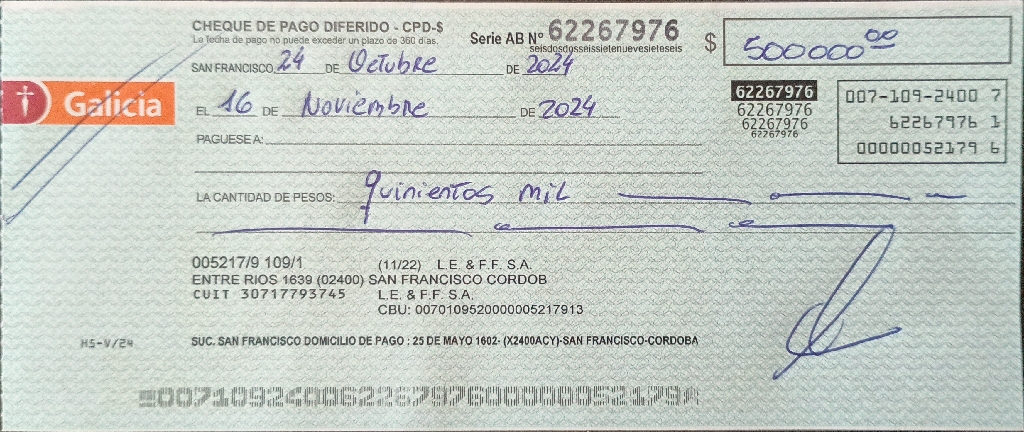 CHEQUE DE PAGO DIFERIDO - CPD-$
La fecha de pago no puede exceder un plazo de 360 días.
Serie AB Nº 62267976
seisdosdosseissietenuevesieteseis
$ 500000 00
SAN FRANCISCO, 24 DE Octubre DE 2024
Galicia
EL 16 DE Noviembre DE 2024
62267976
62267976
62267976
62267976
007-109-2400 7
62267976 1
00000052179 6
PAGUESE A:
LA CANTIDAD DE PESOS: quinientos mil
005217/9 109/1 (11/22) L.E. & F.F. S.A.
ENTRE RIOS 1639 (02400) SAN FRANCISCO CORDOB
CUIT 30717793745 L.E. & F.F. S.A.
CBU: 0070109520000005217913
HS-V/24
SUC. SAN FRANCISCO DOMICILIO DE PAGO : 25 DE MAYO 1602- (X2400ACY)-SAN FRANCISCO-CORDOBA